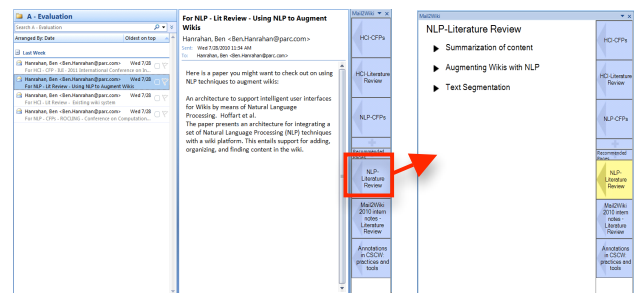 A - Evaluation
Search A - Evaluation
Arranged By: Date
Oldest on top
Last Week
Hanrahan, Ben <Ben.Hanrahan@parc.com>
Wed 7/28
For HCI - CFP - IUI - 2011 International Conference on In...
Hanrahan, Ben <Ben.Hanrahan@parc.com>
Wed 7/28
For NLP - Lit Review - Using NLP to Augment Wikis
Hanrahan, Ben <Ben.Hanrahan@parc.com>
Wed 7/28
For HCI - Lit Review - Existing wiki system
Hanrahan, Ben <Ben.Hanrahan@parc.com>
Wed 7/28
For NLP - CFPs - ROCLING - Conference on Computation...
For NLP - Lit Review - Using NLP to Augment
Wikis
Hanrahan, Ben <Ben.Hanrahan@parc.com>
Sent: Wed 7/28/2010 11:34 AM
To: Hanrahan, Ben <Ben.Hanrahan@parc.com>
Here is a paper you might want to check out on using
NLP techniques to augment wikis:
An architecture to support intelligent user interfaces
for Wikis by means of Natural Language
Processing. Hoffart et al.
The paper presents an architecture for integrating a
set of Natural Language Processing (NLP) techniques
with a wiki platform. This entails support for adding,
organizing, and finding content in the wiki.
Mail2Wiki
HCI-CFPs
HCI-Literature
Review
NLP-CFPs
Recommended
Pages
NLP-
Literature
Review
Mail2Wiki
2010 intern
notes -
Literature
Review
Annotations
in CSCW:
practices and
tools
Mail2Wiki
NLP-Literature Review
Summarization of content
Augmenting Wikis with NLP
Text Segmentation
HCI-CFPs
HCI-Literature
Review
NLP-CFPs
Recommended
Pages
NLP-
Literature
Review
Mail2Wiki
2010 intern
notes -
Literature
Review
Annotations
in CSCW:
practices and
tools